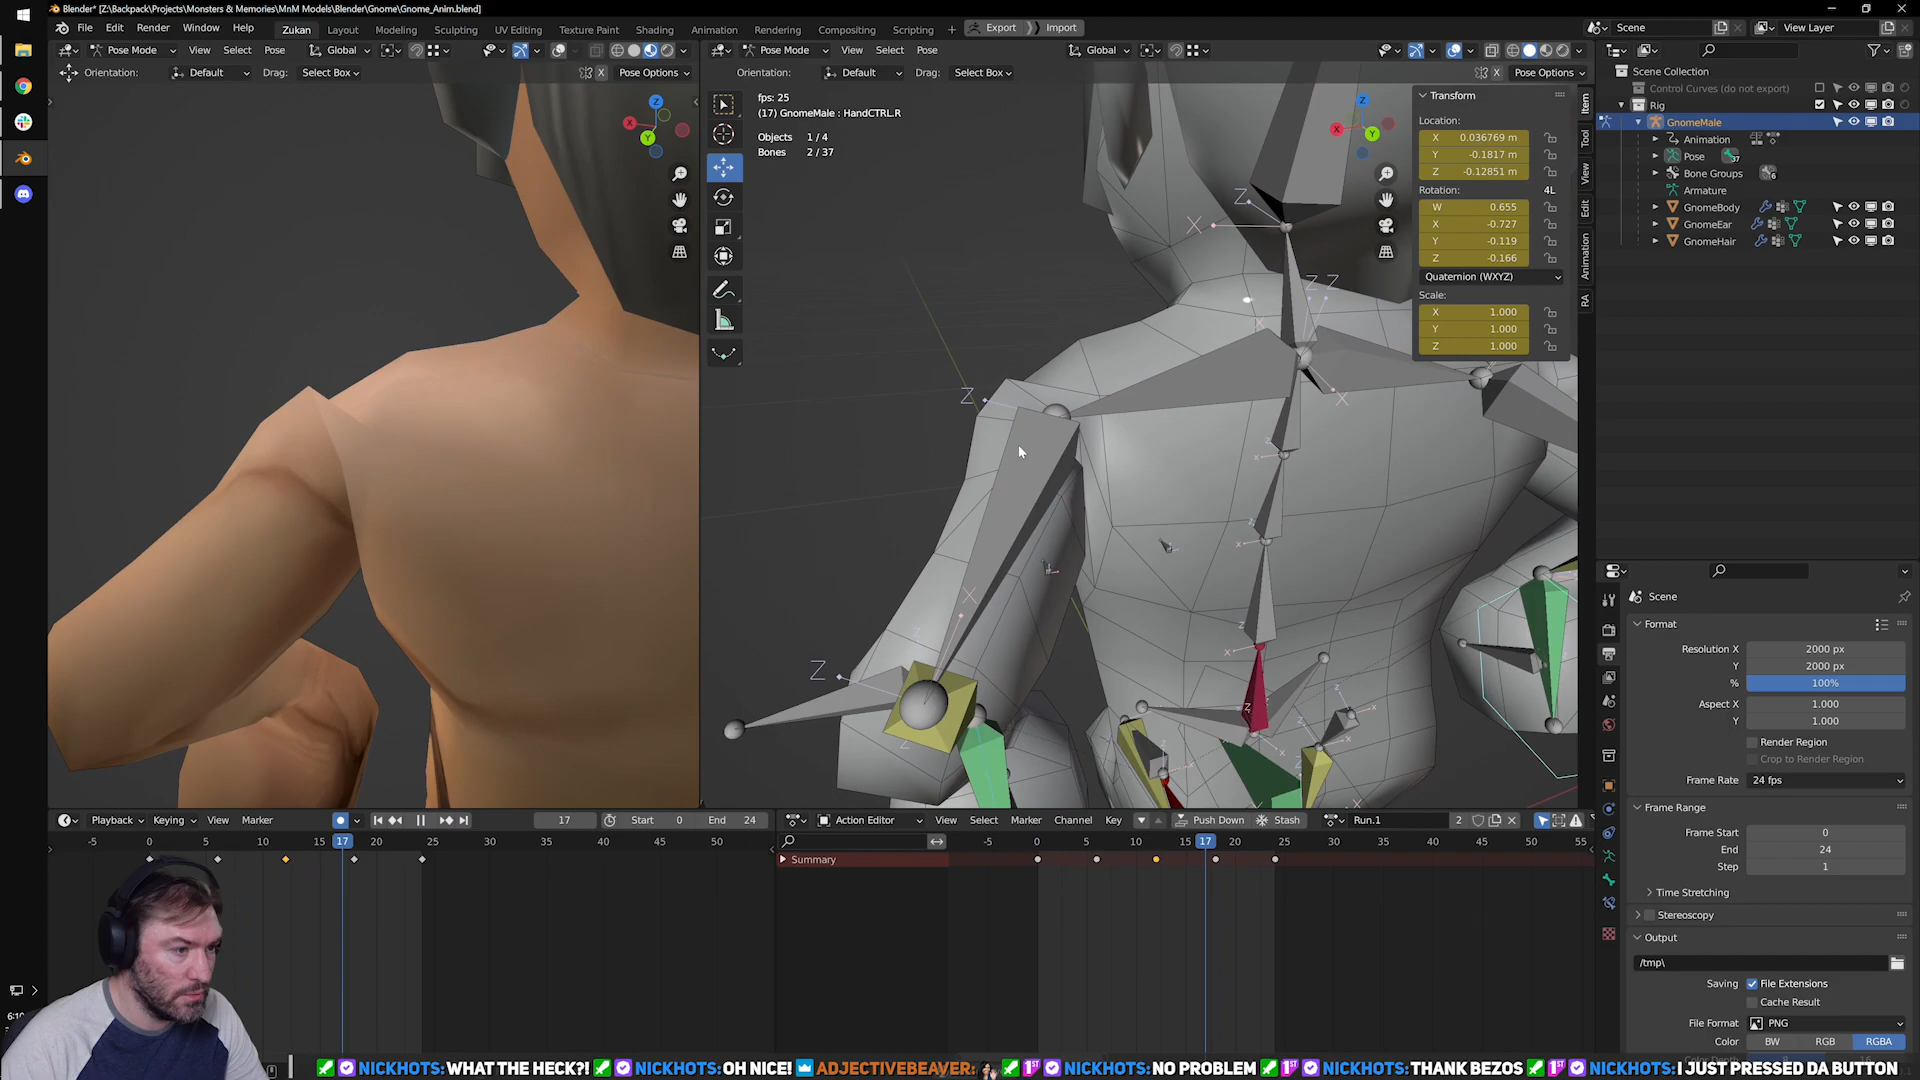 Blender* [Z:\Backpack\Projects\Monsters & Memories\MnM Models\Blender\Gnome\Gnome_Anim.blend]
File Edit Render Window Help Zukan Layout Modeling Sculpting UV Editing Texture Paint Shading Animation Rendering Compositing Scripting + Export Import Scene View Layer
Pose Mode View Select Pose Global
Pose Mode View Select Pose Global
Orientation: Default Drag: Select Box X Pose Options
Orientation: Default Drag: Select Box X Pose Options
fps: 25
(17) GnomeMale : HandCTRL.R
Objects 1 / 4
Bones 2 / 37
Transform
Location:
X 0.036769 m
Y -0.1817 m
Z -0.12851 m
Rotation: 4L
W 0.655
X -0.727
Y -0.119
Z -0.166
Quaternion (WXYZ)
Scale:
X 1.000
Y 1.000
Z 1.000
Item
Tool
View
Edit
Animation
RA
Scene Collection
Control Curves (do not export)
Rig
GnomeMale
Animation
Pose 37
Bone Groups 6
Armature
GnomeBody
GnomeEar
GnomeHair
Scene
Format
Resolution X 2000 px
Y 2000 px
% 100%
Aspect X 1.000
Y 1.000
Render Region
Crop to Render Region
Frame Rate 24 fps
Frame Range
Frame Start 0
End 24
Step 1
Time Stretching
Stereoscopy
Output
/tmp\
Saving File Extensions
Cache Result
File Format PNG
Color BW RGB RGBA
Playback Keying View Marker 17 Start 0 End 24
-5 0 5 10 15 17 20 25 30 35 40 45 50
Action Editor View Select Marker Channel Key Push Down Stash Run.1 2
-5 0 5 10 15 17 20 25 30 35 40 45 50 55
Summary
NICKHOTS: WHAT THE HECK?! NICKHOTS: OH NICE! ADJECTIVEBEAVER: 1ST NICKHOTS: NO PROBLEM 1ST NICKHOTS: THANK BEZOS 1ST NICKHOTS: I JUST PRESSED DA BUTTON